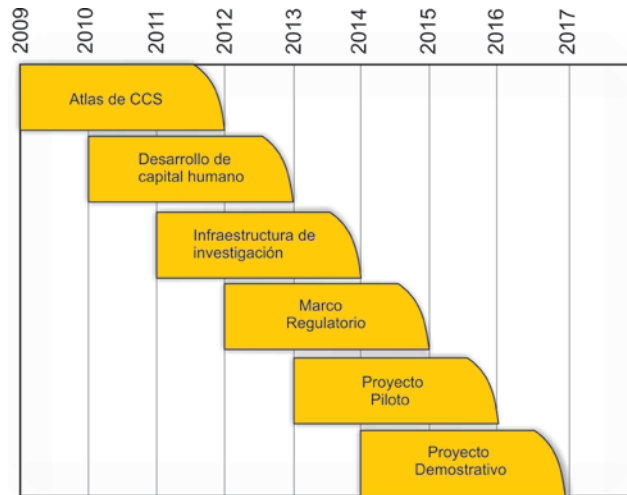 2009
2010
2011
2012
2013
2014
2015
2016
2017
Atlas de CCS
Desarrollo de
capital humano
Infraestructura de
investigación
Marco
Regulatorio
Proyecto
Piloto
Proyecto
Demostrativo